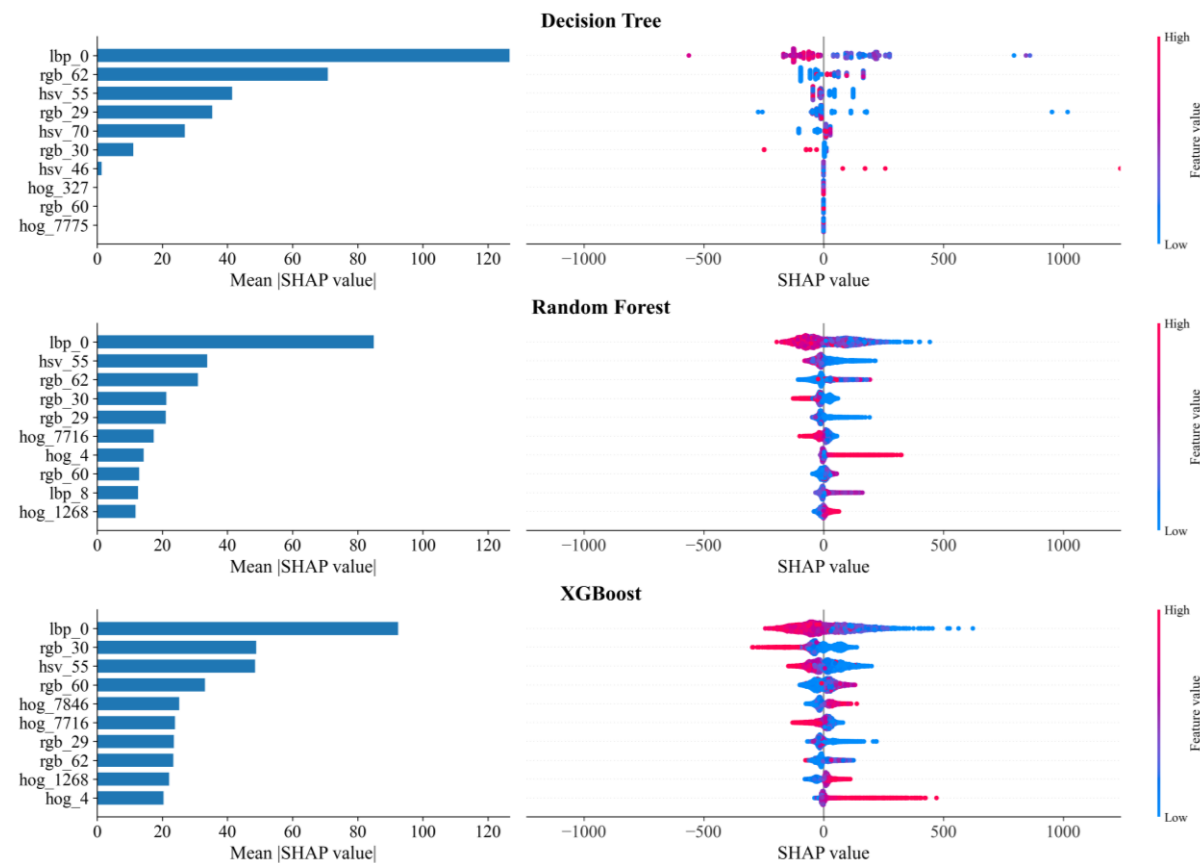 Decision Tree
lbp_0
rgb_62
hsv_55
rgb_29
hsv_70
rgb_30
hsv_46
hog_327
rgb_60
hog_7775
0 20 40 60 80 100 120
Mean |SHAP value|
−1000 −500 0 500 1000
SHAP value
High
Feature value
Low
Random Forest
lbp_0
hsv_55
rgb_62
rgb_30
rgb_29
hog_7716
hog_4
rgb_60
lbp_8
hog_1268
0 20 40 60 80 100 120
Mean |SHAP value|
−1000 −500 0 500 1000
SHAP value
High
Feature value
Low
XGBoost
lbp_0
rgb_30
hsv_55
rgb_60
hog_7846
hog_7716
rgb_29
rgb_62
hog_1268
hog_4
0 20 40 60 80 100 120
Mean |SHAP value|
−1000 −500 0 500 1000
SHAP value
High
Feature value
Low